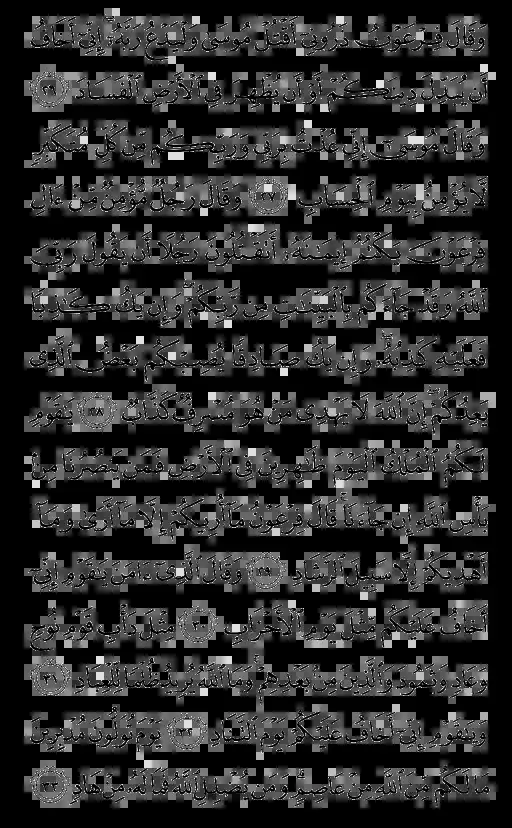 وَقَالَ فِرْعَوْنُ ذَرُونِىٓ أَقْتُلْ مُوسَىٰ وَلْيَدْعُ رَبَّهُۥٓ إِنِّىٓ أَخَافُ
أَن يُبَدِّلَ دِينَكُمْ أَوْ أَن يُظْهِرَ فِى ٱلْأَرْضِ ٱلْفَسَادَ ٢٦
وَقَالَ مُوسَىٰٓ إِنِّى عُذْتُ بِرَبِّى وَرَبِّكُم مِّن كُلِّ مُتَكَبِّرٍ
لَّا يُؤْمِنُ بِيَوْمِ ٱلْحِسَابِ ٢٧ وَقَالَ رَجُلٌ مُّؤْمِنٌ مِّنْ ءَالِ
فِرْعَوْنَ يَكْتُمُ إِيمَٰنَهُۥٓ أَتَقْتُلُونَ رَجُلًا أَن يَقُولَ رَبِّىَ
ٱللَّهُ وَقَدْ جَآءَكُم بِٱلْبَيِّنَٰتِ مِن رَّبِّكُمْ وَإِن يَكُ كَٰذِبًا
فَعَلَيْهِ كَذِبُهُۥ وَإِن يَكُ صَادِقًا يُصِبْكُم بَعْضُ ٱلَّذِى
يَعِدُكُمْ إِنَّ ٱللَّهَ لَا يَهْدِى مَنْ هُوَ مُسْرِفٌ كَذَّابٌ ٢٨ يَٰقَوْمِ
لَكُمُ ٱلْمُلْكُ ٱلْيَوْمَ ظَٰهِرِينَ فِى ٱلْأَرْضِ فَمَن يَنصُرُنَا مِنۢ
بَأْسِ ٱللَّهِ إِن جَآءَنَا قَالَ فِرْعَوْنُ مَآ أُرِيكُمْ إِلَّا مَآ أَرَىٰ وَمَآ
أَهْدِيكُمْ إِلَّا سَبِيلَ ٱلرَّشَادِ ٢٩ وَقَالَ ٱلَّذِىٓ ءَامَنَ يَٰقَوْمِ إِنِّىٓ
أَخَافُ عَلَيْكُم مِّثْلَ يَوْمِ ٱلْأَحْزَابِ ٣٠ مِثْلَ دَأْبِ قَوْمِ نُوحٍ
وَعَادٍ وَثَمُودَ وَٱلَّذِينَ مِنۢ بَعْدِهِمْ وَمَا ٱللَّهُ يُرِيدُ ظُلْمًا لِّلْعِبَادِ ٣١
وَيَٰقَوْمِ إِنِّىٓ أَخَافُ عَلَيْكُمْ يَوْمَ ٱلتَّنَادِ ٣٢ يَوْمَ تُوَلُّونَ مُدْبِرِينَ
مَا لَكُم مِّنَ ٱللَّهِ مِنْ عَاصِمٍ وَمَن يُضْلِلِ ٱللَّهُ فَمَا لَهُۥ مِنْ هَادٍ ٣٣